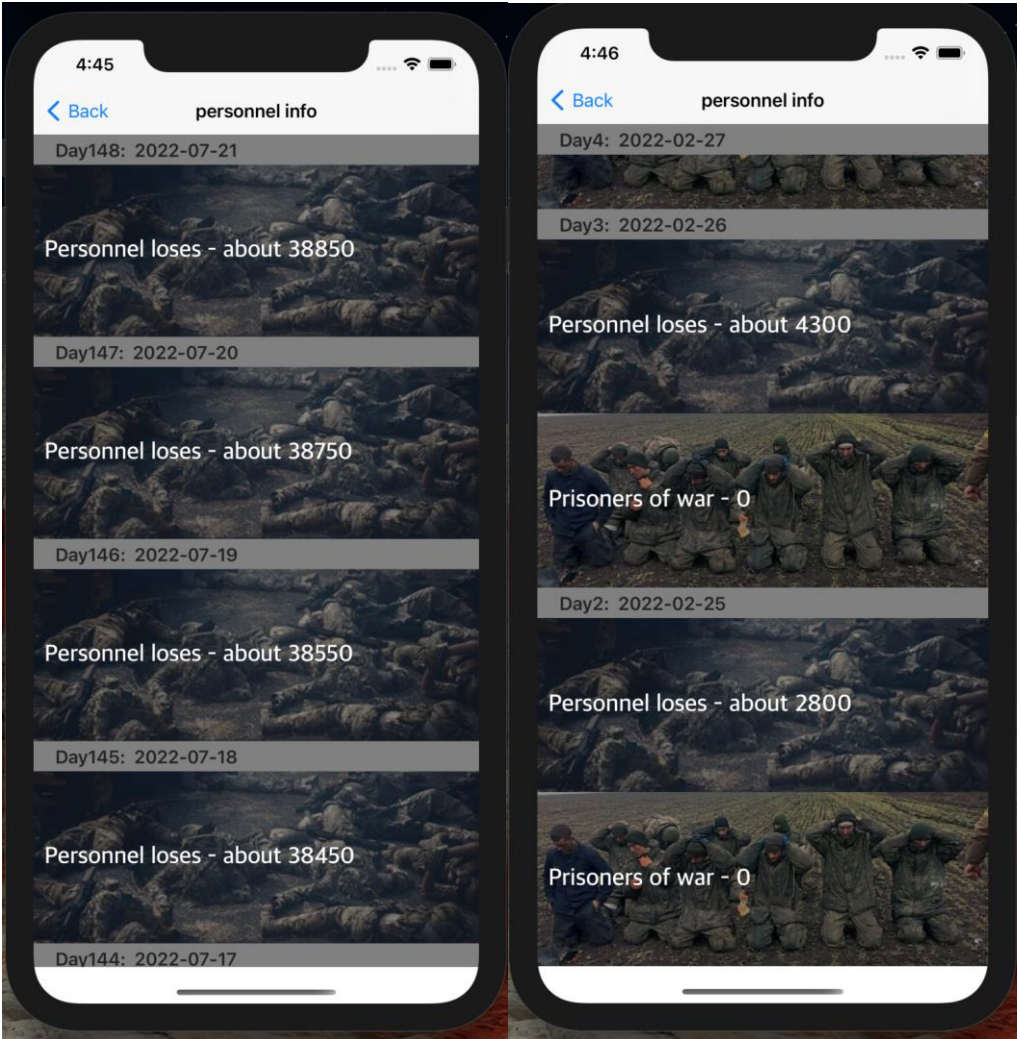 4:45
Back
personnel info
Day148: 2022-07-21
Personnel loses - about 38850
Day147: 2022-07-20
Personnel loses - about 38750
Day146: 2022-07-19
Personnel loses - about 38550
Day145: 2022-07-18
Personnel loses - about 38450
Day144: 2022-07-17
4:46
Back
personnel info
Day4: 2022-02-27
Day3: 2022-02-26
Personnel loses - about 4300
Prisoners of war - 0
Day2: 2022-02-25
Personnel loses - about 2800
Prisoners of war - 0